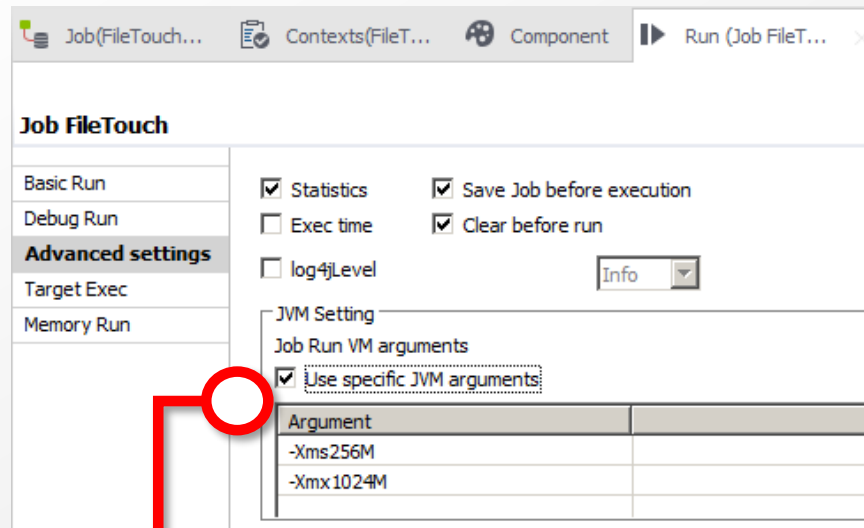 Job(FileTouch... Contexts(FileT... Component Run (Job FileT...
Job FileTouch
Basic Run
Debug Run
Advanced settings
Target Exec
Memory Run
Statistics Save Job before execution
Exec time Clear before run
log4jLevel Info
JVM Setting
Job Run VM arguments
Use specific JVM arguments
Argument
-Xms256M
-Xmx1024M